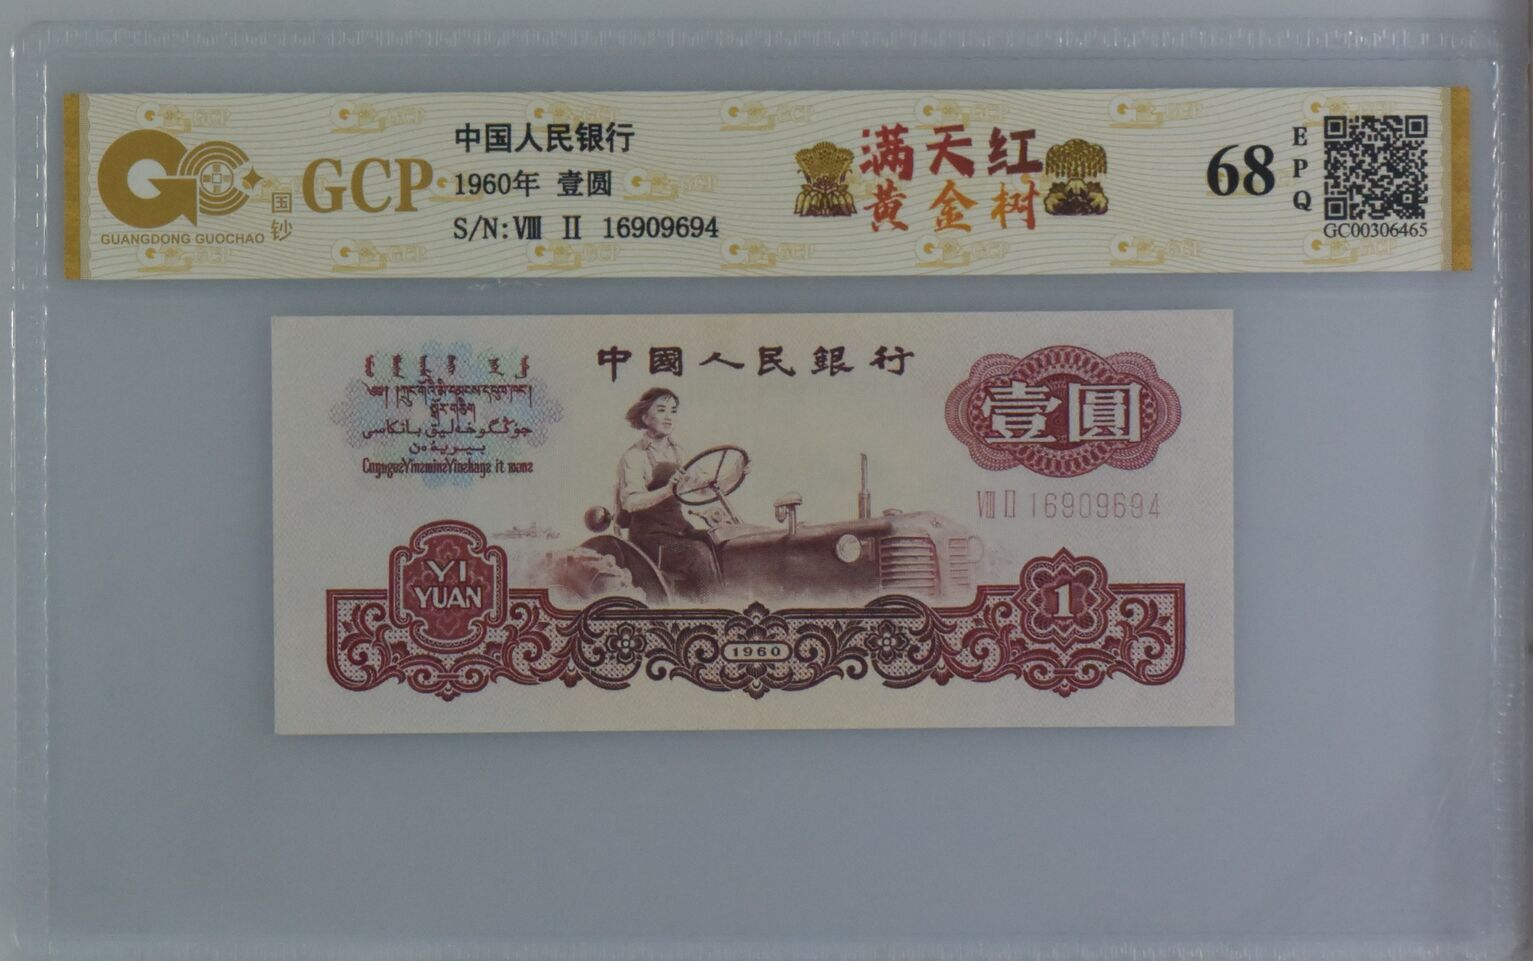 GCP
国钞
GUANGDONG GUOCHAO
中国人民银行
1960年 壹圆
S/N:Ⅷ Ⅱ 16909694
满天红
黄金树
68
EPQ
GC00306465
中國人民銀行
壹圓
Ⅷ Ⅱ 16909694
YI
YUAN
1960
1